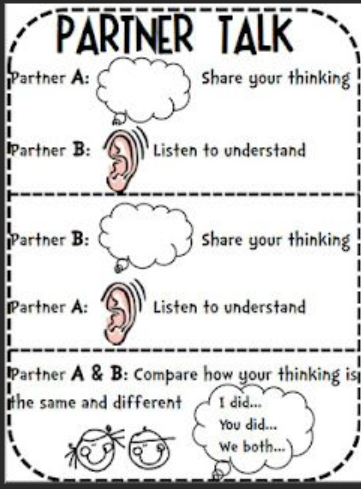 PARTNER TALK
Partner A: Share your thinking
Partner B: Listen to understand
Partner B: Share your thinking
Partner A: Listen to understand
Partner A & B: Compare how your thinking is
the same and different
I did...
You did...
We both...